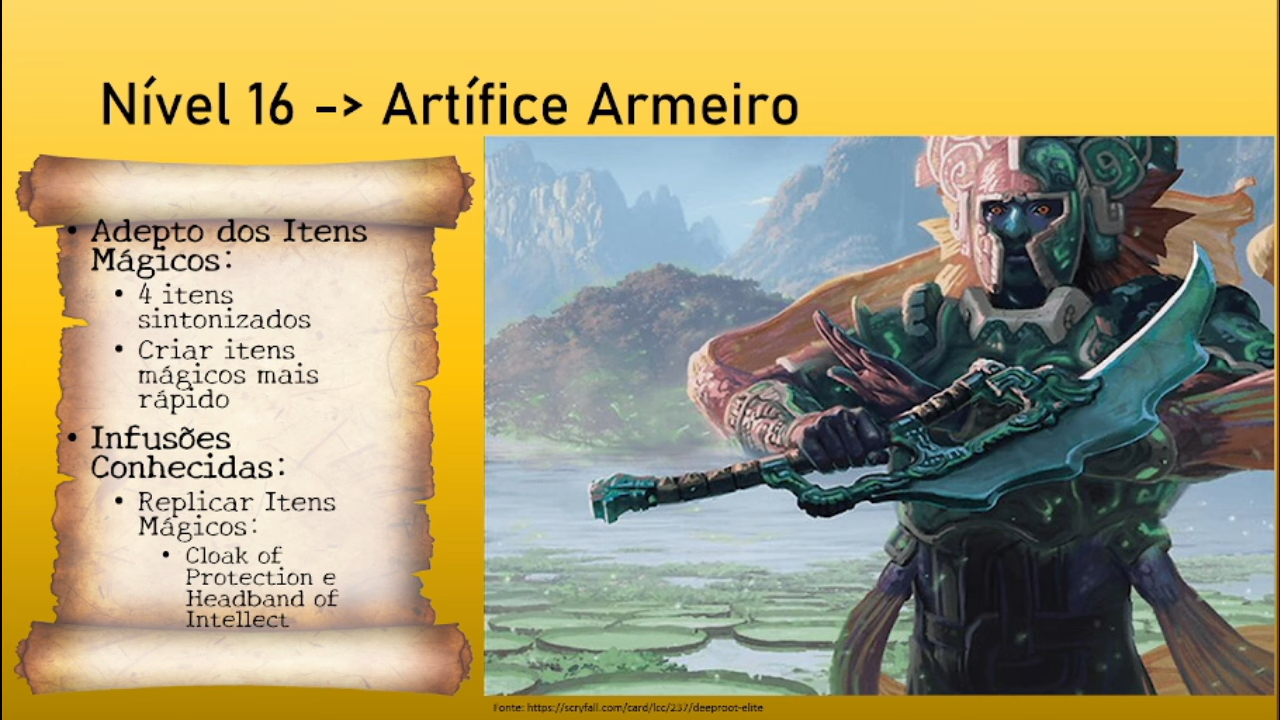 Nível 16 -> Artífice Armeiro
• Adepto dos Itens
Mágicos:
• 4 itens
sintonizados
• Criar itens
mágicos mais
rápido
• Infusões
Conhecidas:
• Replicar Itens
Mágicos:
• Cloak of
Protection e
Headband of
Intellect
Fonte: https://scryfall.com/card/lcc/237/deeproot-elite